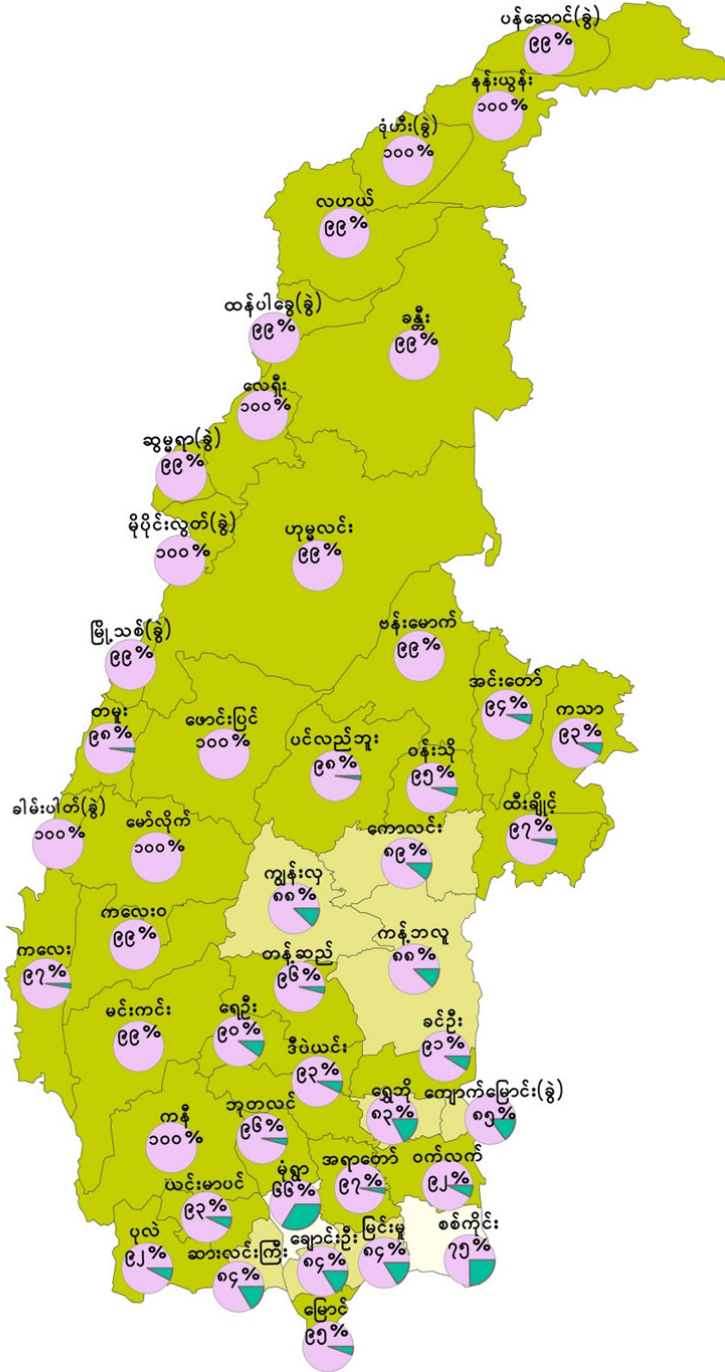 ပန်ဆောင်(ခွဲ)
၉၉%
နန်းယွန်း
၁၀၀%
ဒုံဟီး(ခွဲ)
၁၀၀%
လဟယ်
၉၉%
ထန်ပါခွေ(ခွဲ)
၉၉%
ခန္တီး
၉၉%
လေရှီး
၁၀၀%
ဆွမ္မရာ(ခွဲ)
၉၉%
မိုပိုင်းလွတ်(ခွဲ)
၁၀၀%
ဟုမ္မလင်း
၉၉%
မြို့သစ်(ခွဲ)
၉၉%
ဗန်းမောက်
၉၉%
အင်းတော်
၉၄%
ကသာ
၉၃%
တမူး
၉၈%
ဖောင်းပြင်
၁၀၀%
ပင်လည်ဘူး
၉၈%
ဝန်းသို
၉၅%
ထီးချိုင့်
၉၇%
ခါမ်းပါတ်(ခွဲ)
၁၀၀%
မော်လိုက်
၁၀၀%
ကောလင်း
၈၉%
ကျွန်းလှ
၈၈%
ကလေးဝ
၉၉%
ကန့်ဘလူ
၈၈%
ကလေး
၉၇%
တန့်ဆည်
၉၆%
မင်းကင်း
၉၉%
ရေဦး
၉၀%
ခင်ဦး
၉၁%
ဒီပဲယင်း
၉၃%
ရွှေဘို
၈၃%
ကျောက်မြောင်း(ခွဲ)
၈၅%
ကနီ
၁၀၀%
ဘုတလင်
၉၆%
အရာတော်
၉၇%
ဝက်လက်
၉၂%
ယင်းမာပင်
၉၃%
မုံရွာ
၆၆%
ပုလဲ
၉၂%
ဆားလင်းကြီး
၈၄%
ချောင်းဦး
၈၄%
မြင်းမူ
၈၄%
စစ်ကိုင်း
၇၅%
မြောင်
၉၅%